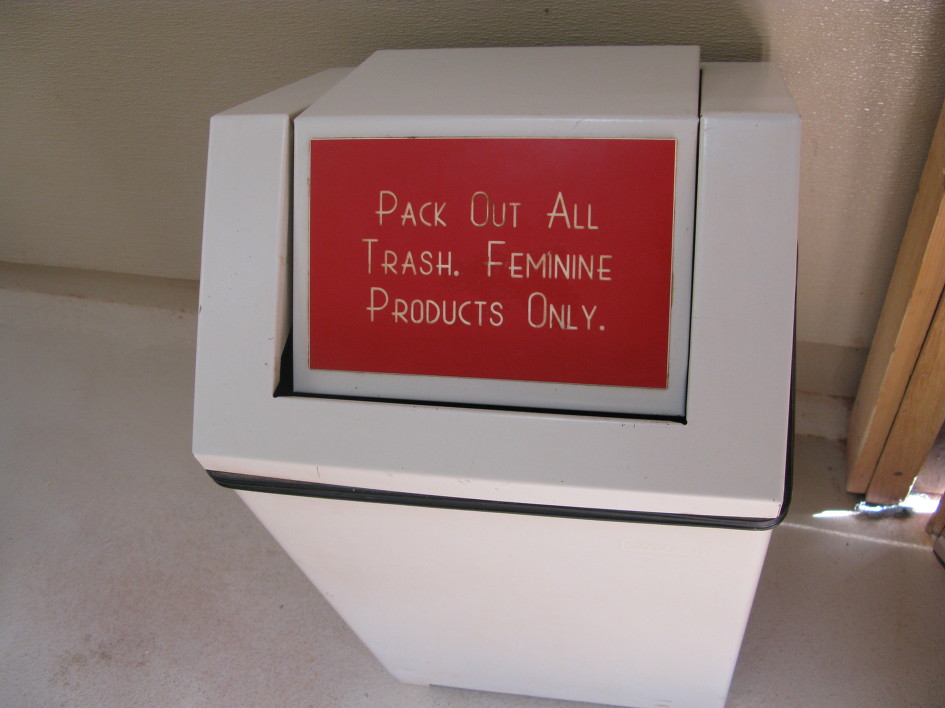 Pack Out All
Trash. Feminine
Products Only.